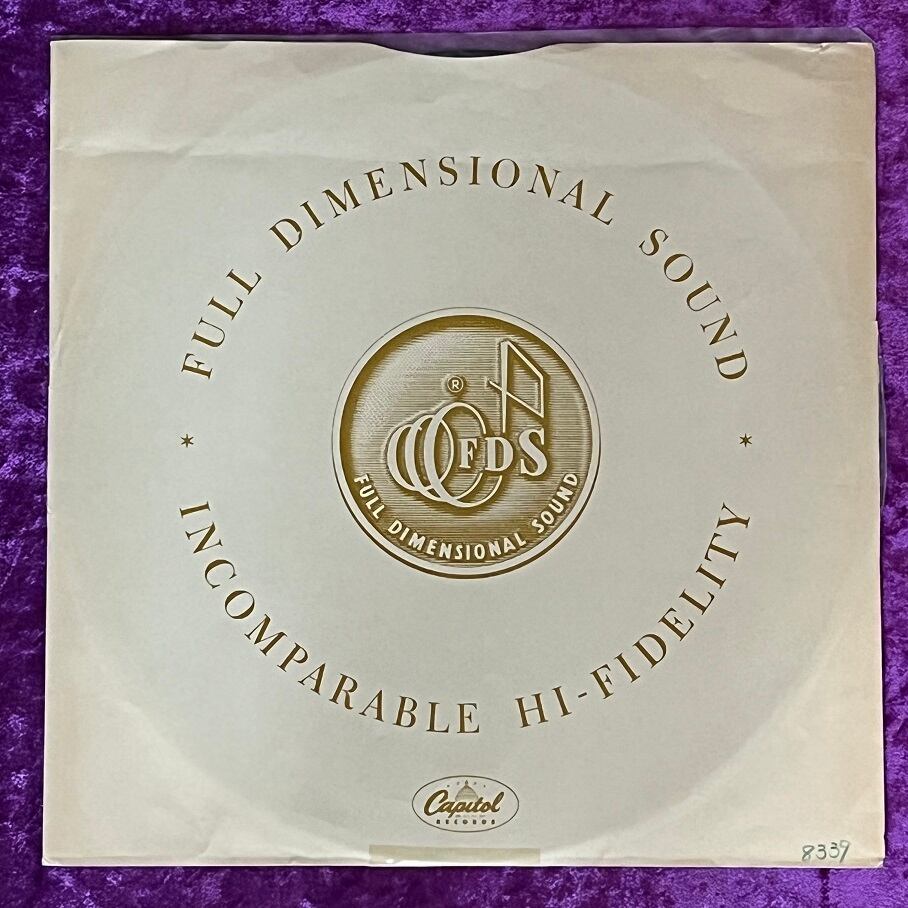 FULL DIMENSIONAL SOUND
* INCOMPARABLE HI-FIDELITY *
®
FDS
FULL DIMENSIONAL SOUND
Capitol
RECORDS
8339